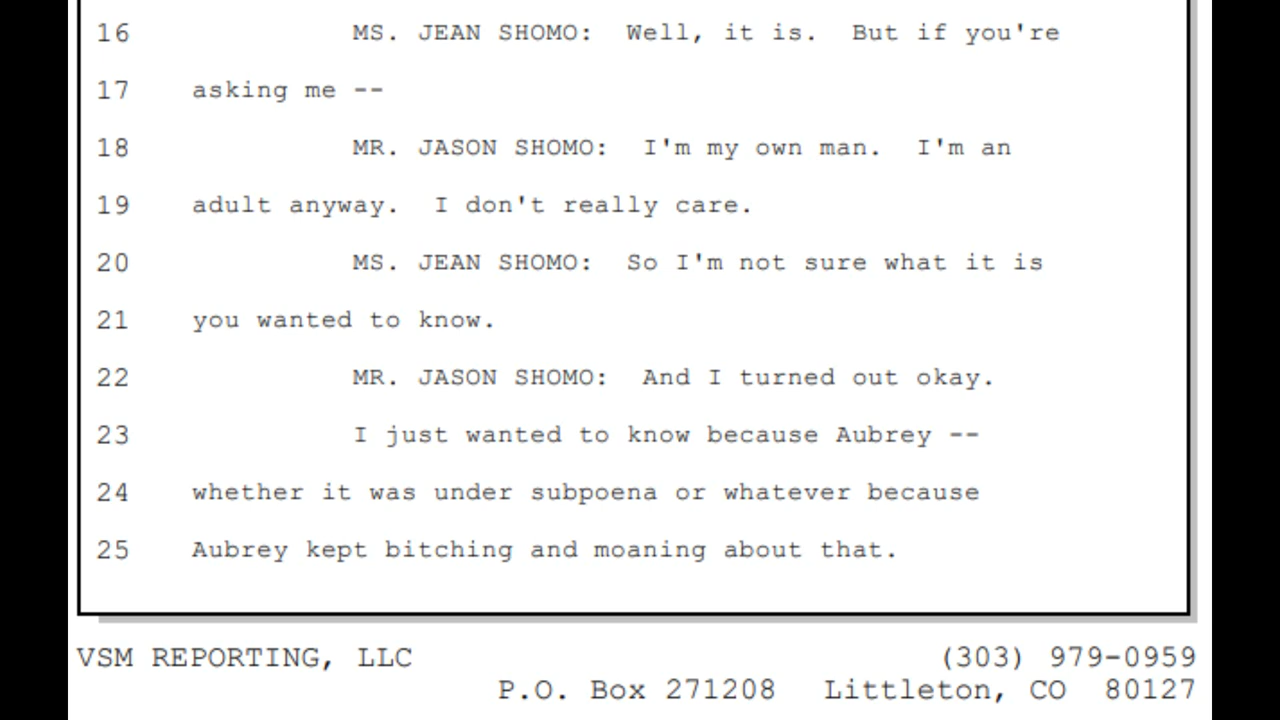 16 MS. JEAN SHOMO: Well, it is. But if you're
17 asking me --
18 MR. JASON SHOMO: I'm my own man. I'm an
19 adult anyway. I don't really care.
20 MS. JEAN SHOMO: So I'm not sure what it is
21 you wanted to know.
22 MR. JASON SHOMO: And I turned out okay.
23 I just wanted to know because Aubrey --
24 whether it was under subpoena or whatever because
25 Aubrey kept bitching and moaning about that.
VSM REPORTING, LLC (303) 979-0959
P.O. Box 271208 Littleton, CO 80127